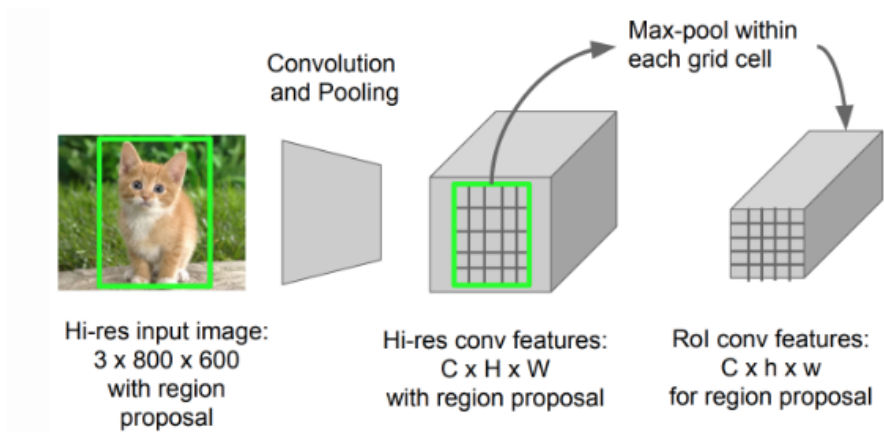 Max-pool within
each grid cell
Convolution
and Pooling
Hi-res input image:
3 x 800 x 600
with region
proposal
Hi-res conv features:
C x H x W
with region proposal
RoI conv features:
C x h x w
for region proposal